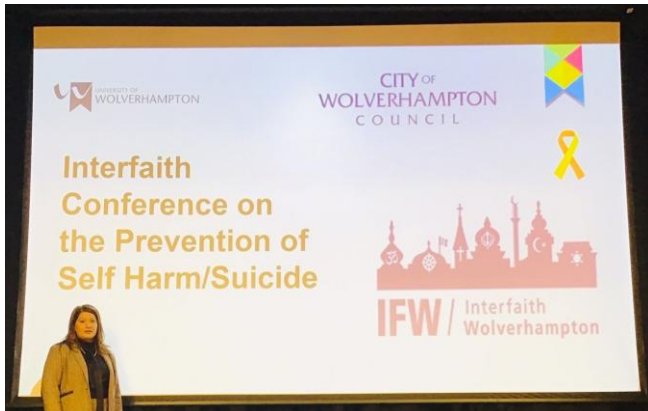 UNIVERSITY OF
WOLVERHAMPTON
CITY OF
WOLVERHAMPTON
COUNCIL
Interfaith
Conference on
the Prevention of
Self Harm/Suicide
IFW / Interfaith
Wolverhampton